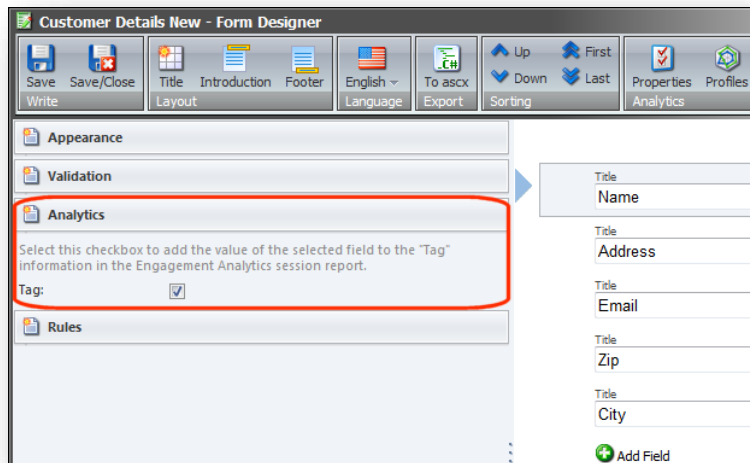 Customer Details New - Form Designer
Save Save/Close Title Introduction Footer English To ascx Up First Down Last Properties Profiles
Write Layout Language Export Sorting Analytics
C#
Appearance
Validation
Analytics
Select this checkbox to add the value of the selected field to the "Tag"
information in the Engagement Analytics session report.
Tag:
Rules
Title
Name
Title
Address
Title
Email
Title
Zip
Title
City
Add Field